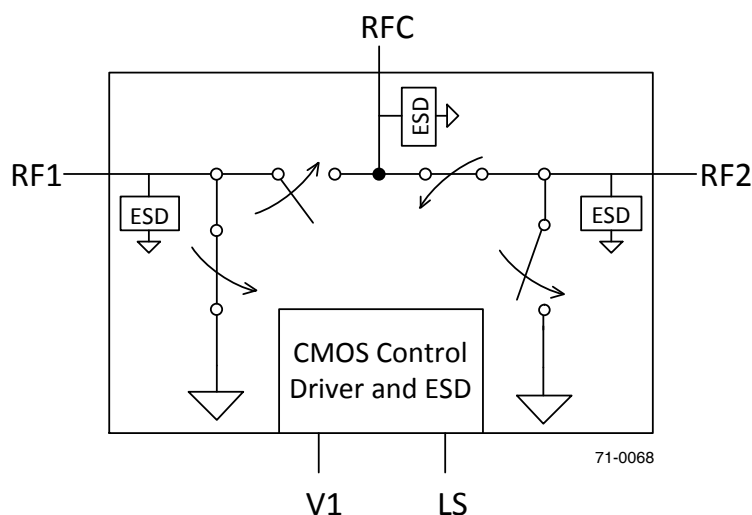 RFC
ESD
RF1
RF2
ESD
ESD
CMOS Control
Driver and ESD
71-0068
V1
LS